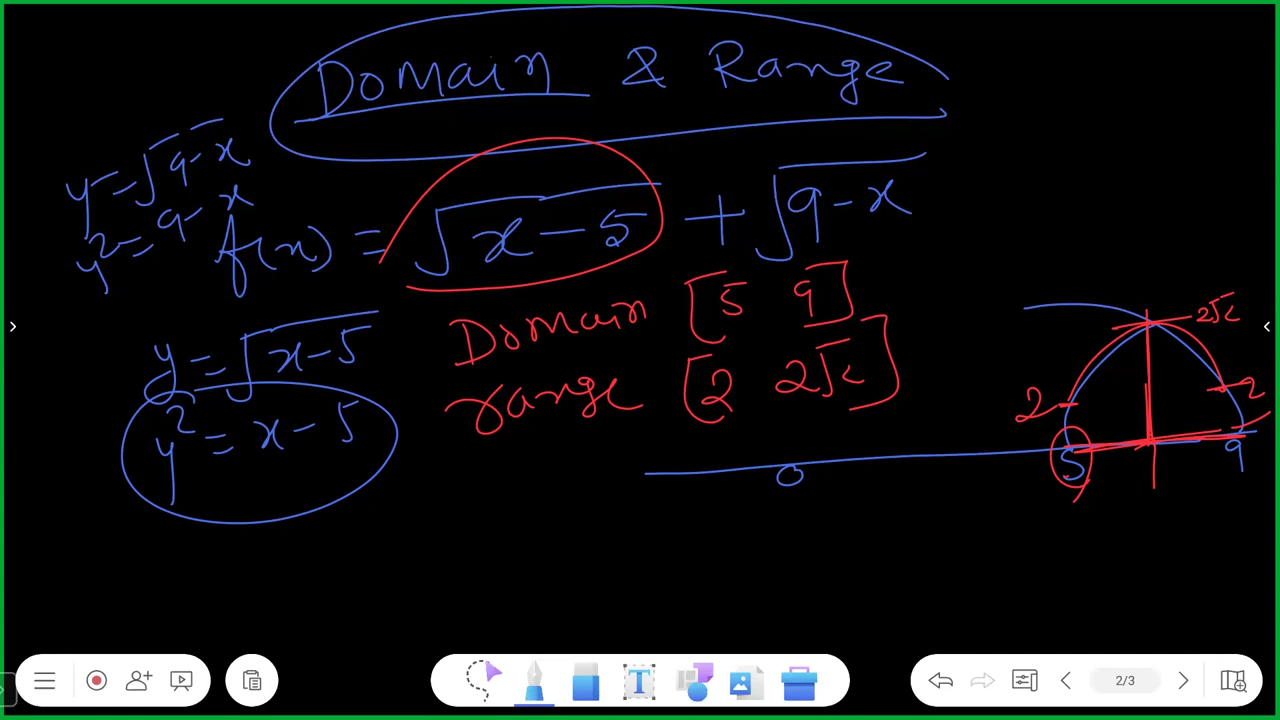 Domain & Range
y = √9-x
y² = 9-x
f(x) = √x-5 + √9-x
Domain [5 9]
range [2 2√2]
y = √x-5
y² = x-5
2√2
2
2
5
9
0
T
2/3